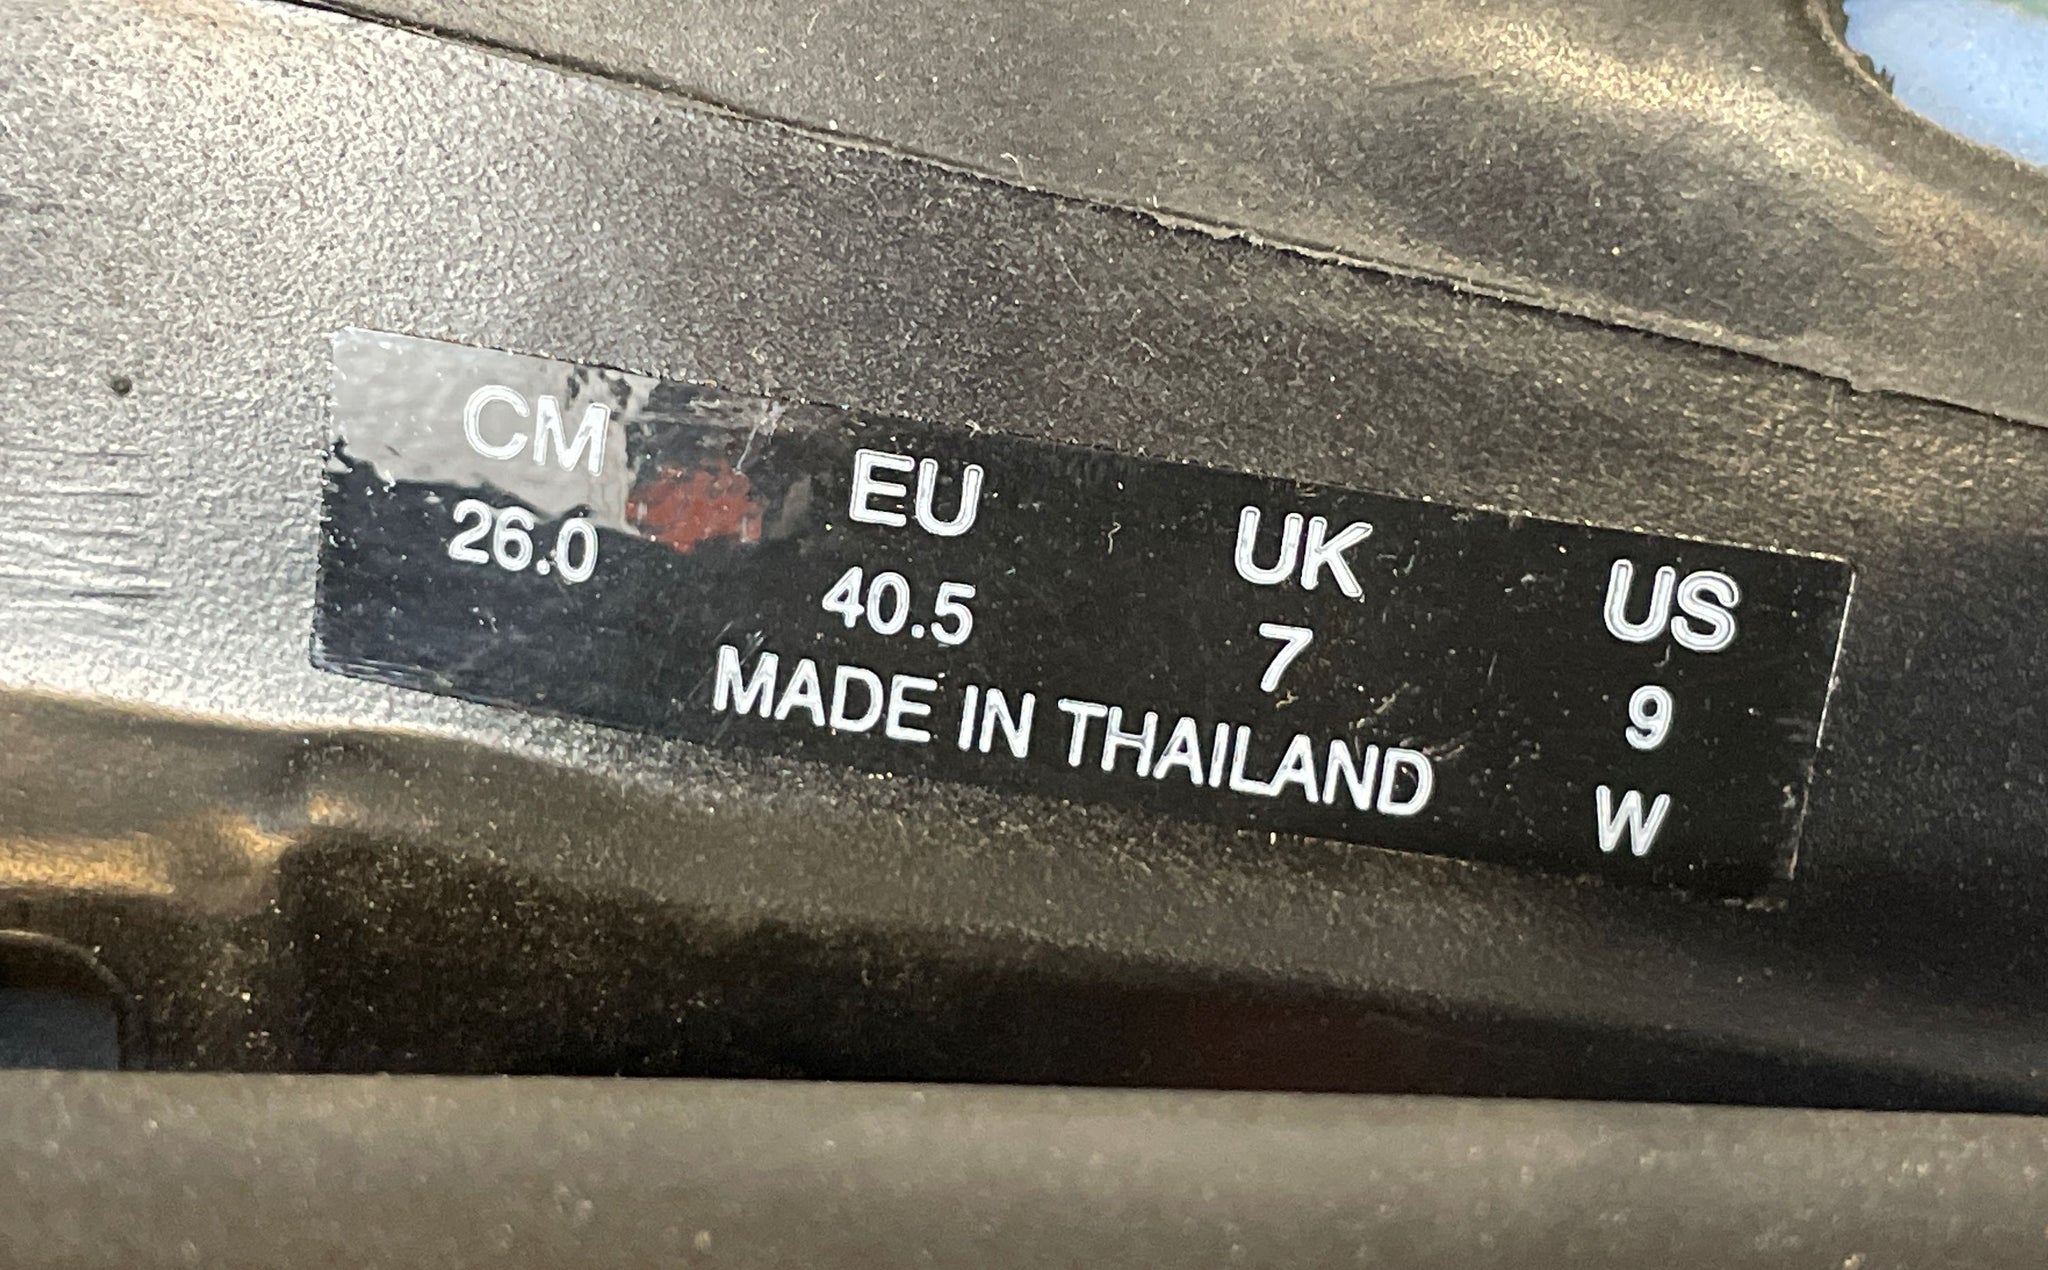 CM EU UK US
26.0 40.5 7 9
MADE IN THAILAND W